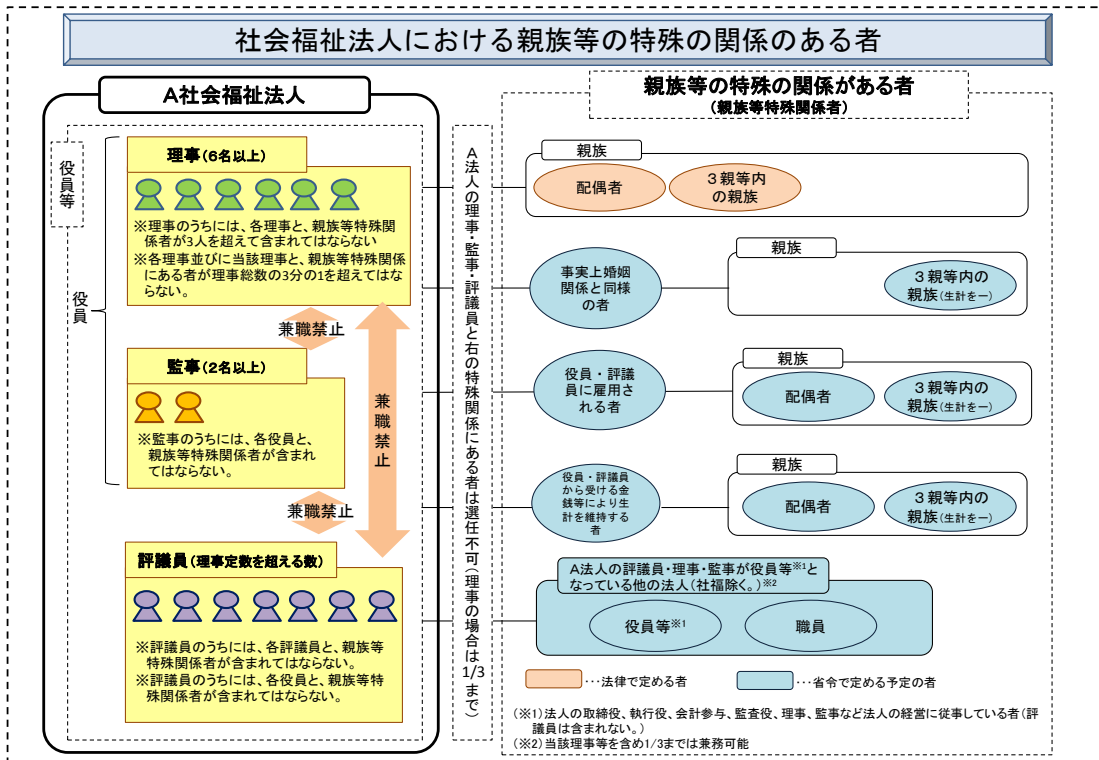 社会福祉法人における親族等の特殊の関係のある者
A社会福祉法人
役員等
役員
理事(6名以上)
※理事のうちには、各理事と、親族等特殊関
係者が3人を超えて含まれてはならない
※各理事並びに当該理事と、親族等特殊関係
にある者が理事総数の3分の1を超えてはな
らない。
兼職禁止
監事(2名以上)
※監事のうちには、各役員と、
親族等特殊関係者が含まれ
てはならない。
兼職禁止
兼職禁止
評議員(理事定数を超える数)
※評議員のうちには、各評議員と、親族等
特殊関係者が含まれてはならない。
※評議員のうちには、各役員と、親族等特
殊関係者が含まれてはならない。
A法人の理事・監事・評議員と右の特殊関係にある者は選任不可(理事の場合は1/3まで)
親族等の特殊の関係がある者
(親族等特殊関係者)
親族
配偶者
3親等内
の親族
事実上婚姻
関係と同様
の者
親族
3親等内の
親族(生計を一)
役員・評議
員に雇用さ
れる者
親族
配偶者
3親等内の
親族(生計を一)
役員・評議員
から受ける金
銭等により生
計を維持する
者
親族
配偶者
3親等内の
親族(生計を一)
A法人の評議員・理事・監事が役員等※1と
なっている他の法人(社福除く。)※2
役員等※1
職員
・・・法律で定める者
・・・省令で定める予定の者
(※1)法人の取締役、執行役、会計参与、監査役、理事、監事など法人の経営に従事している者(評
議員は含まれない。)
(※2)当該理事等を含め1/3までは兼務可能